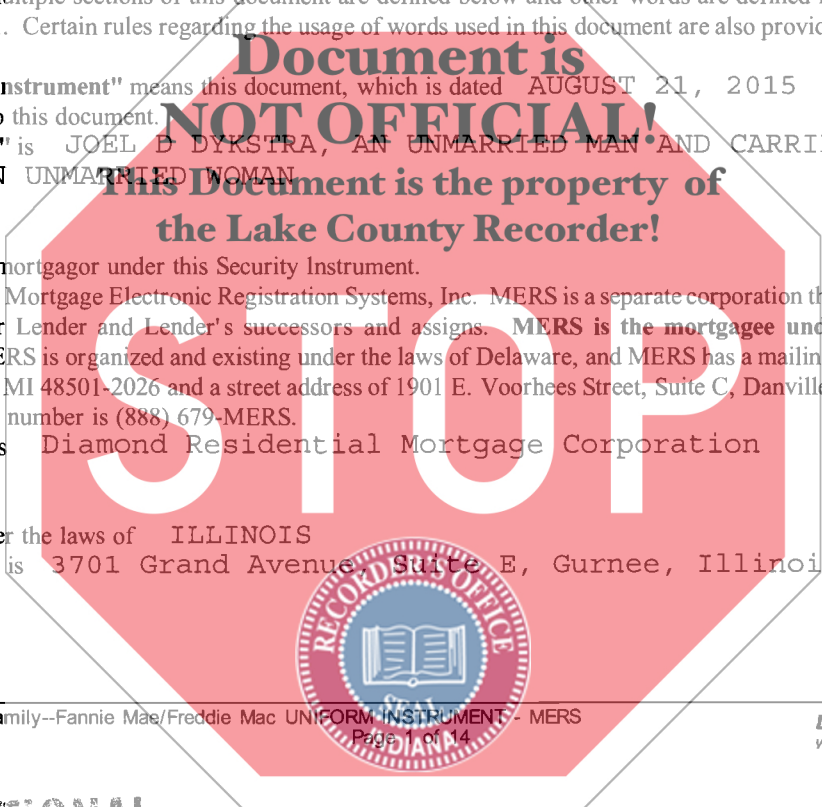 multiple sections of this document are defined below and other words are defined
. Certain rules regarding the usage of words used in this document are also provid
Document is
nstrument" means this document, which is dated AUGUST 21, 2015
this document.
NOT OFFICIAL!
" is JOEL D DYKSTRA, AN UNMARRIED MAN AND CARRI
N UNMARRIED WOMAN
This Document is the property of
the Lake County Recorder!
mortgagor under this Security Instrument.
Mortgage Electronic Registration Systems, Inc. MERS is a separate corporation th
r Lender and Lender's successors and assigns. MERS is the mortgagee und
ERS is organized and existing under the laws of Delaware, and MERS has a mailin
MI 48501-2026 and a street address of 1901 E. Voorhees Street, Suite C, Danville
number is (888) 679-MERS.
STOP
s Diamond Residential Mortgage Corporation
er the laws of ILLINOIS
is 3701 Grand Avenue, Suite E, Gurnee, Illinoi
RECORDER'S OFFICE
SEAL
INDIANA
amily--Fannie Mae/Freddie Mac UNIFORM INSTRUMENT - MERS
Page 1 of 14